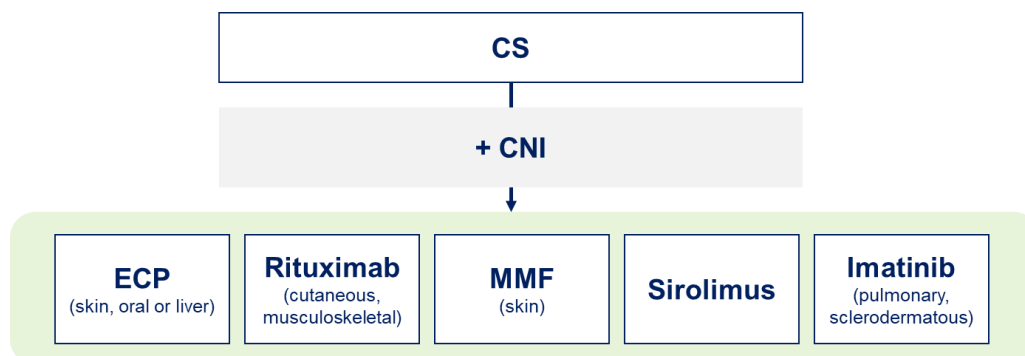 CS
+ CNI
ECP
(skin, oral or liver)
Rituximab
(cutaneous,
musculoskeletal)
MMF
(skin)
Sirolimus
Imatinib
(pulmonary,
sclerodermatous)